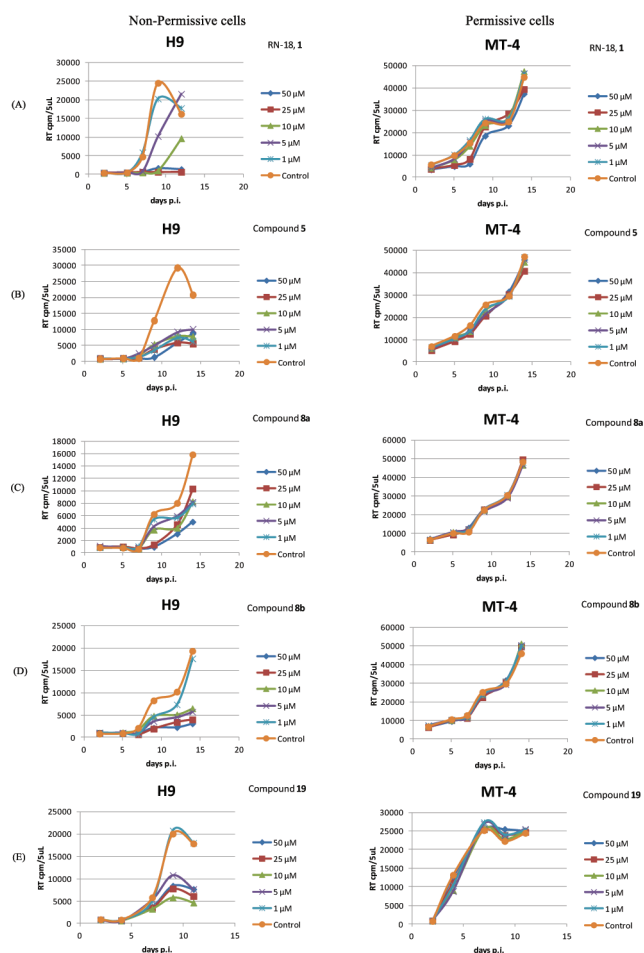 Non-Permissive cells
Permissive cells
(A)
H9
RN-18, 1
RT cpm/5uL
30000
25000
20000
15000
10000
5000
0
0 5 10 15
days p.i.
50 µM
25 µM
10 µM
5 µM
1 µM
Control
MT-4
RN-18, 1
RT cpm/5uL
50000
40000
30000
20000
10000
0
0 5 10 15 20
days p.i.
50 µM
25 µM
10 µM
5 µM
1 µM
Control
(B)
H9
Compound 5
RT cpm/5uL
35000
30000
25000
20000
15000
10000
5000
0
0 5 10 15 20
days p.i.
50 µM
25 µM
10 µM
5 µM
1 µM
Control
MT-4
Compound 5
RT cpm/5uL
50000
40000
30000
20000
10000
0
0 5 10 15 20
days p.i.
50 µM
25 µM
10 µM
5 µM
1 µM
Control
(C)
H9
Compound 8a
RT cpm/5uL
18000
16000
14000
12000
10000
8000
6000
4000
2000
0
0 5 10 15 20
days p.i.
50 µM
25 µM
10 µM
5 µM
1 µM
Control
MT-4
Compound 8a
RT cpm/5uL
60000
50000
40000
30000
20000
10000
0
0 5 10 15 20
days p.i.
50 µM
25 µM
10 µM
5 µM
1 µM
Control
(D)
H9
Compound 8b
RT cpm/5uL
25000
20000
15000
10000
5000
0
0 5 10 15 20
days p.i.
50 µM
25 µM
10 µM
5 µM
1 µM
Control
MT-4
Compound 8b
RT cpm/5uL
60000
50000
40000
30000
20000
10000
0
0 5 10 15 20
days p.i.
50 µM
25 µM
10 µM
5 µM
1 µM
Control
(E)
H9
Compound 19
RT cpm/5uL
25000
20000
15000
10000
5000
0
0 5 10 15
days p.i.
50 µM
25 µM
10 µM
5 µM
1 µM
Control
MT-4
Compound 19
RT cpm/5uL
30000
25000
20000
15000
10000
5000
0
0 5 10 15
days p.i.
50 µM
25 µM
10 µM
5 µM
1 µM
Control